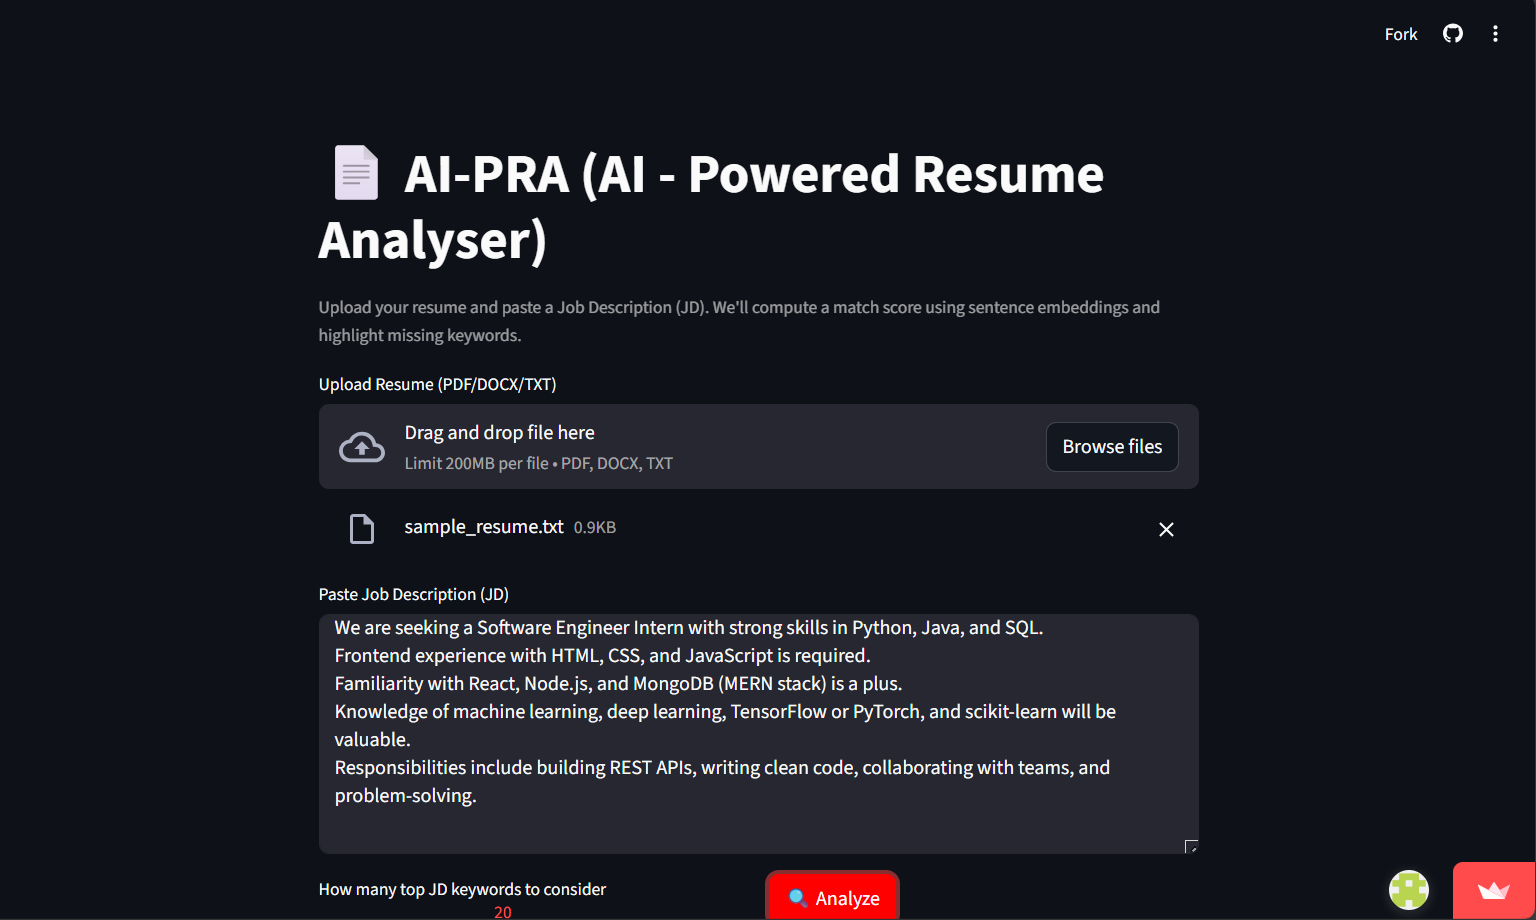 Fork
AI-PRA (AI - Powered Resume
Analyser)
Upload your resume and paste a Job Description (JD). We'll compute a match score using sentence embeddings and
highlight missing keywords.
Upload Resume (PDF/DOCX/TXT)
Drag and drop file here
Limit 200MB per file • PDF, DOCX, TXT
Browse files
sample_resume.txt 0.9KB
Paste Job Description (JD)
We are seeking a Software Engineer Intern with strong skills in Python, Java, and SQL.
Frontend experience with HTML, CSS, and JavaScript is required.
Familiarity with React, Node.js, and MongoDB (MERN stack) is a plus.
Knowledge of machine learning, deep learning, TensorFlow or PyTorch, and scikit-learn will be
valuable.
Responsibilities include building REST APIs, writing clean code, collaborating with teams, and
problem-solving.
How many top JD keywords to consider
20
Analyze